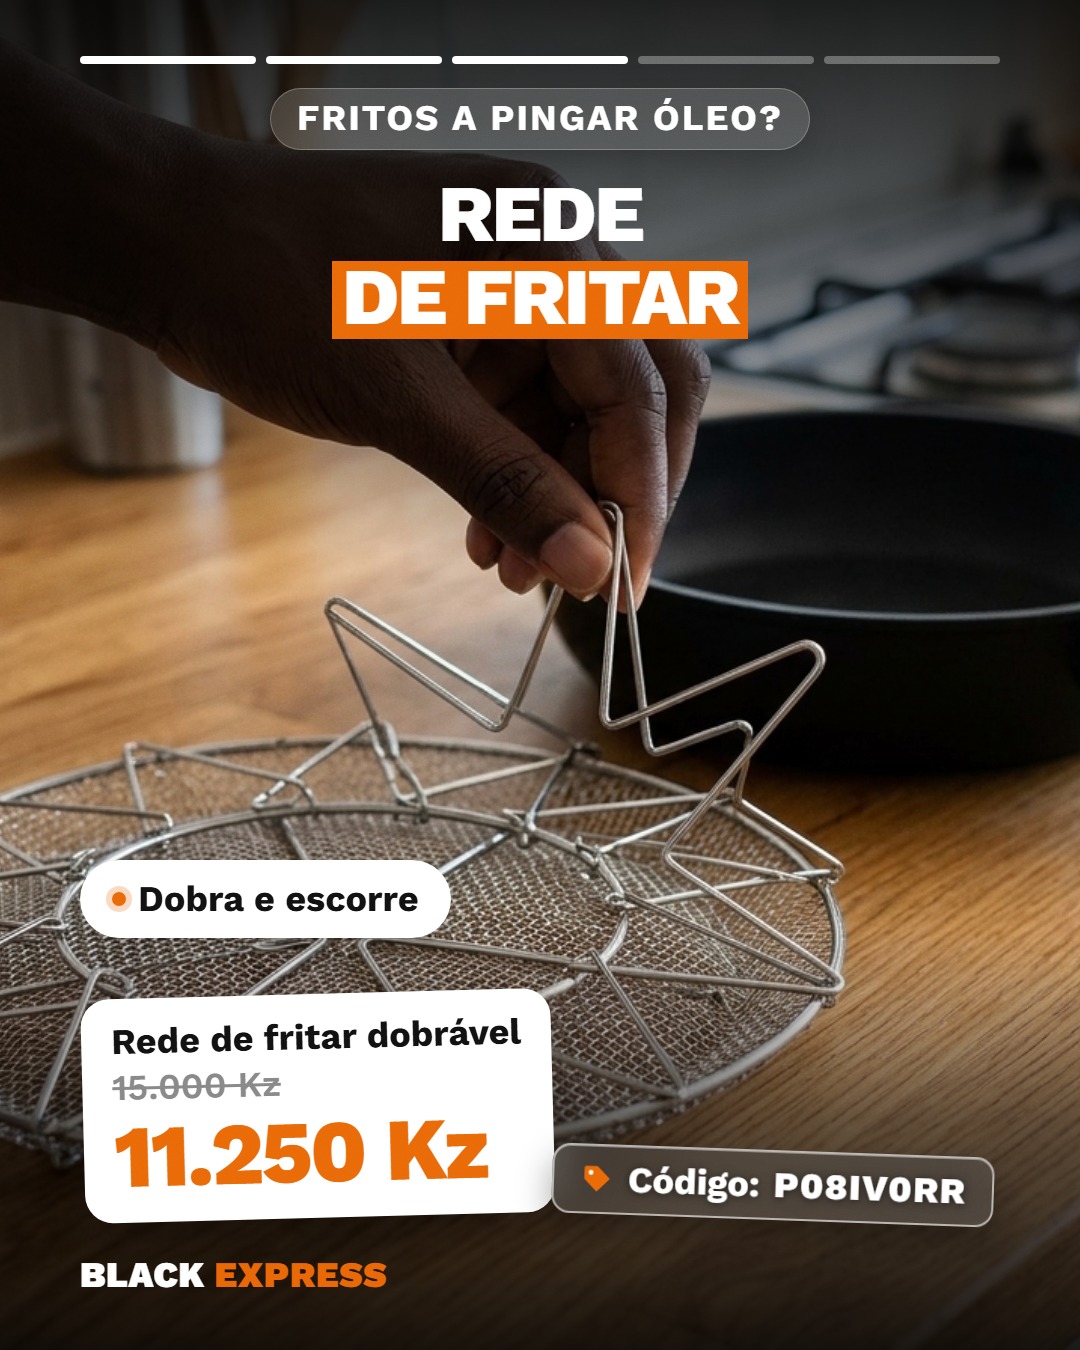 FRITOS A PINGAR ÓLEO?
REDE
DE FRITAR
Dobra e escorre
Rede de fritar dobrável
15.000 Kz
11.250 Kz
Código: P08IV0RR
BLACK EXPRESS